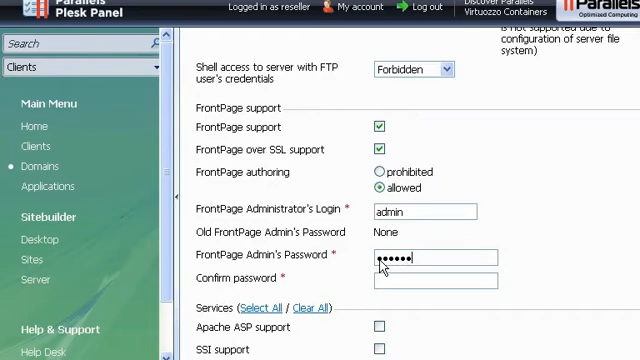 Parallels
Plesk Panel
Logged in as reseller
My account
Log out
Discover Parallels
Virtuozzo Containers
Parallels
Optimized Computing
Search
Clients
Main Menu
Home
Clients
Domains
Applications
Sitebuilder
Desktop
Sites
Server
Help & Support
Help Desk
is not supported due to
configuration of server file
system)
Shell access to server with FTP
user's credentials
Forbidden
FrontPage support
FrontPage support
FrontPage over SSL support
FrontPage authoring
prohibited
allowed
FrontPage Administrator's Login *
admin
Old FrontPage Admin's Password
None
FrontPage Admin's Password *
••••••
Confirm password *
Services (Select All / Clear All)
Apache ASP support
SSI support